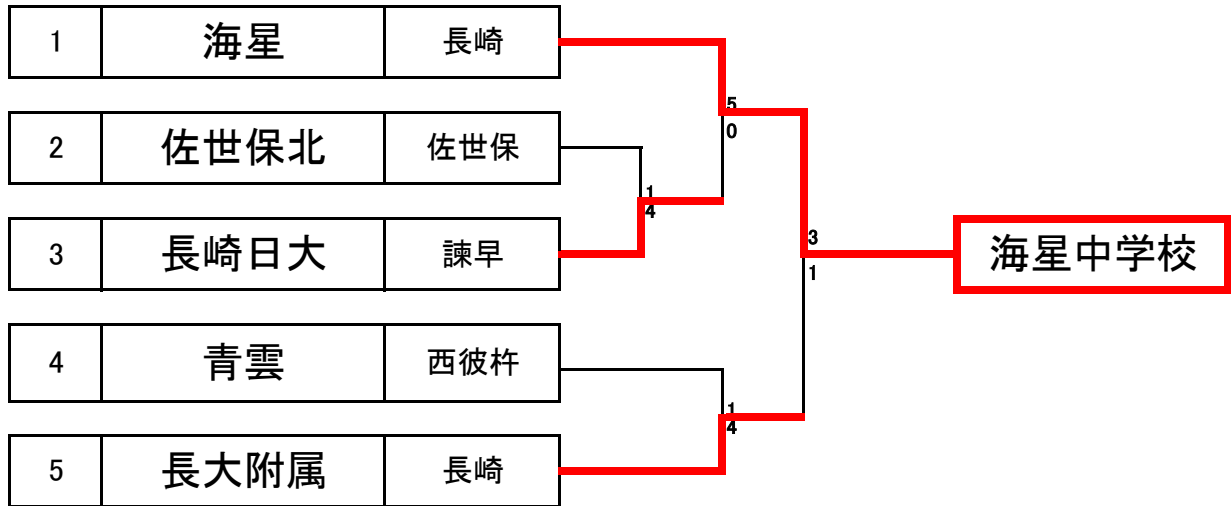 1 海星 長崎
2 佐世保北 佐世保
3 長崎日大 諫早
4 青雲 西彼杵
5 長大附属 長崎
5
0
1
4
3
1
1
4
海星中学校